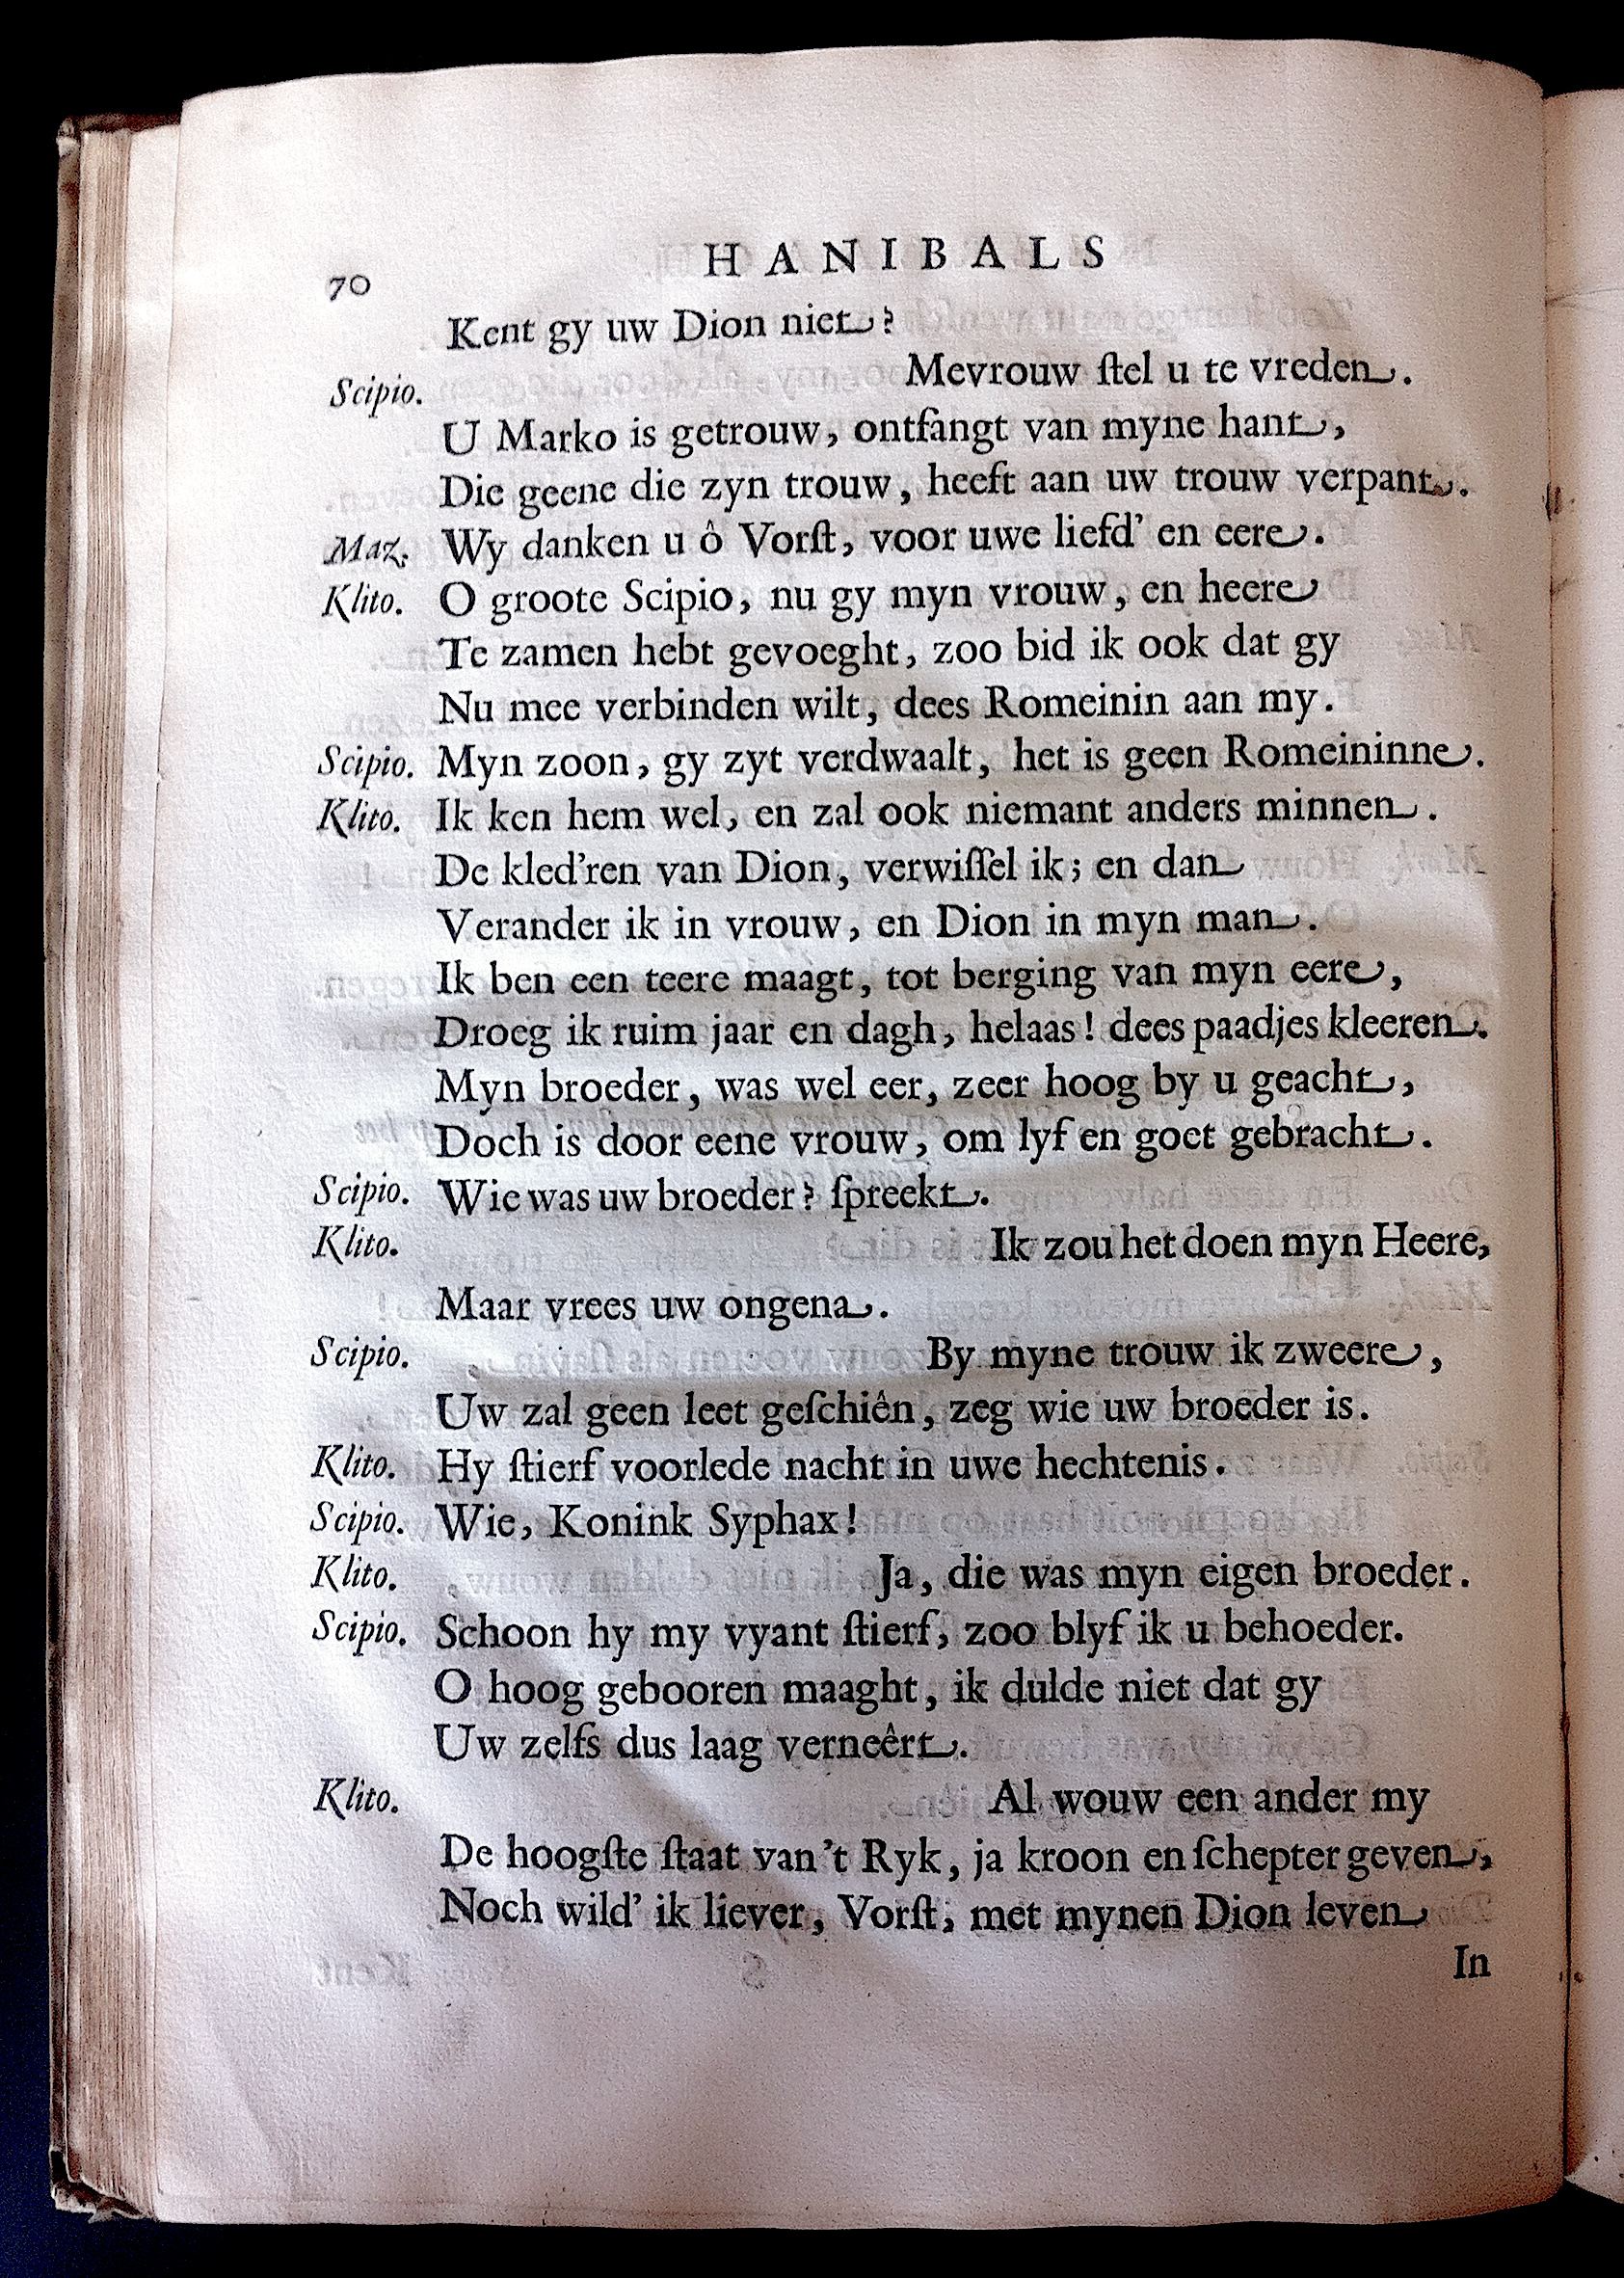 70 HANIBALS
Kent gy uw Dion niet?
Scipio. Mevrouw ſtel u te vreden.
U Marko is getrouw, ontfangt van myne hant,
Die geene die zyn trouw, heeft aan uw trouw verpant.
Maz. Wy danken u ô Vorſt, voor uwe liefd' en eere.
Klito. O groote Scipio, nu gy myn vrouw, en heere
Te zamen hebt gevoeght, zoo bid ik ook dat gy
Nu mee verbinden wilt, dees Romeinin aan my.
Scipio. Myn zoon, gy zyt verdwaalt, het is geen Romeininne.
Klito. Ik ken hem wel, en zal ook niemant anders minnen.
De kled'ren van Dion, verwiſſel ik; en dan
Verander ik in vrouw, en Dion in myn man.
Ik ben een teere maagt, tot berging van myn eere,
Droeg ik ruim jaar en dagh, helaas! dees paadjes kleeren.
Myn broeder, was wel eer, zeer hoog by u geacht,
Doch is door eene vrouw, om lyf en goet gebracht.
Scipio. Wie was uw broeder? ſpreekt.
Klito. Ik zou het doen myn Heere,
Maar vrees uw ongena.
Scipio. By myne trouw ik zweere,
Uw zal geen leet geſchiên, zeg wie uw broeder is.
Klito. Hy ſtierf voorlede nacht in uwe hechtenis.
Scipio. Wie, Konink Syphax!
Klito. Ja, die was myn eigen broeder.
Scipio. Schoon hy my vyant ſtierf, zoo blyf ik u behoeder.
O hoog gebooren maaght, ik dulde niet dat gy
Uw zelfs dus laag verneêrt.
Klito. Al wouw een ander my
De hoogſte ſtaat van't Ryk, ja kroon en ſchepter geven,
Noch wild' ik liever, Vorſt, met mynen Dion leven
In